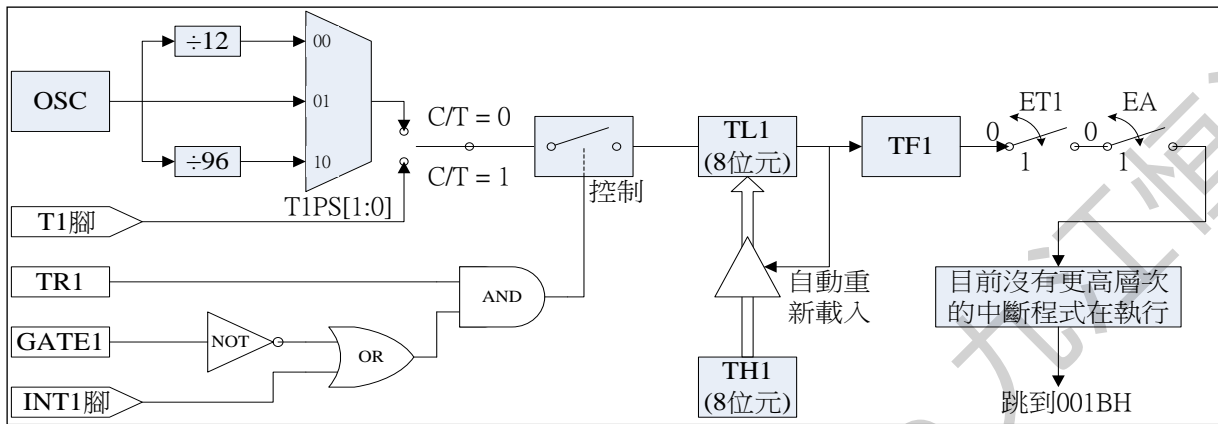 ÷12
00
OSC
01
÷96
10
T1PS[1:0]
C/T = 0
C/T = 1
控制
TL1
(8位元)
TF1
ET1
0
1
EA
0
1
T1腳
TR1
AND
GATE1
NOT
OR
INT1腳
自動重
新載入
TH1
(8位元)
目前沒有更高層次
的中斷程式在執行
跳到001BH
九江恒